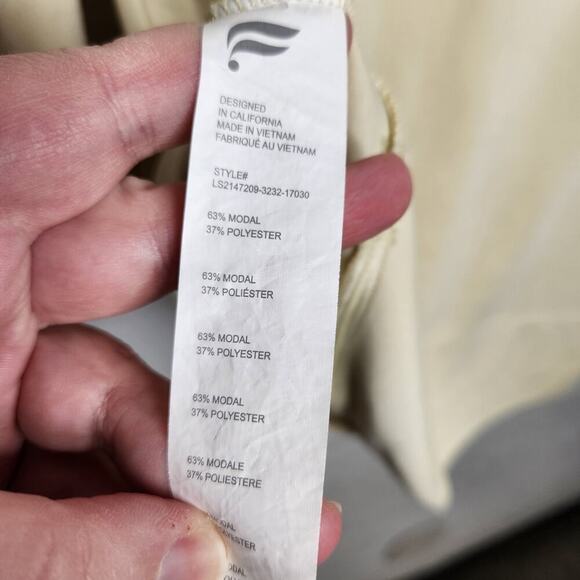 DESIGNED
IN CALIFORNIA
MADE IN VIETNAM
FABRIQUÉ AU VIETNAM
STYLE#
LS2147209-3232-17030
63% MODAL
37% POLYESTER
63% MODAL
37% POLIÉSTER
63% MODAL
37% POLYESTER
63% MODAL
37% POLYESTER
63% MODALE
37% POLIESTERE